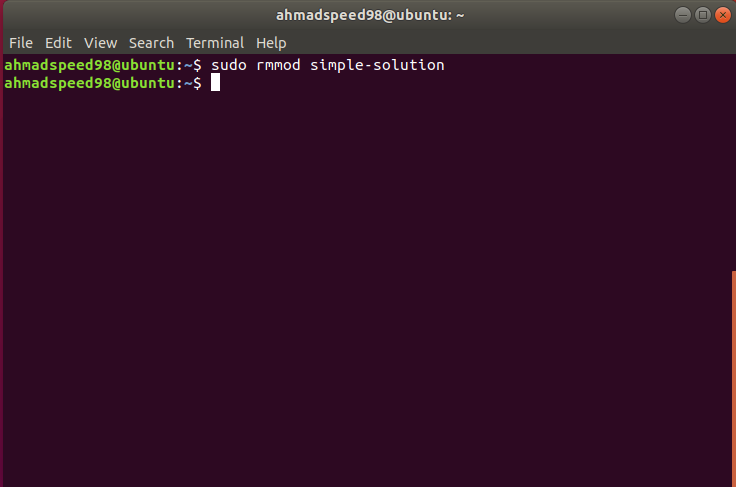 ahmadspeed98@ubuntu: ~
File Edit View Search Terminal Help
ahmadspeed98@ubuntu:~$ sudo rmmod simple-solution
ahmadspeed98@ubuntu:~$